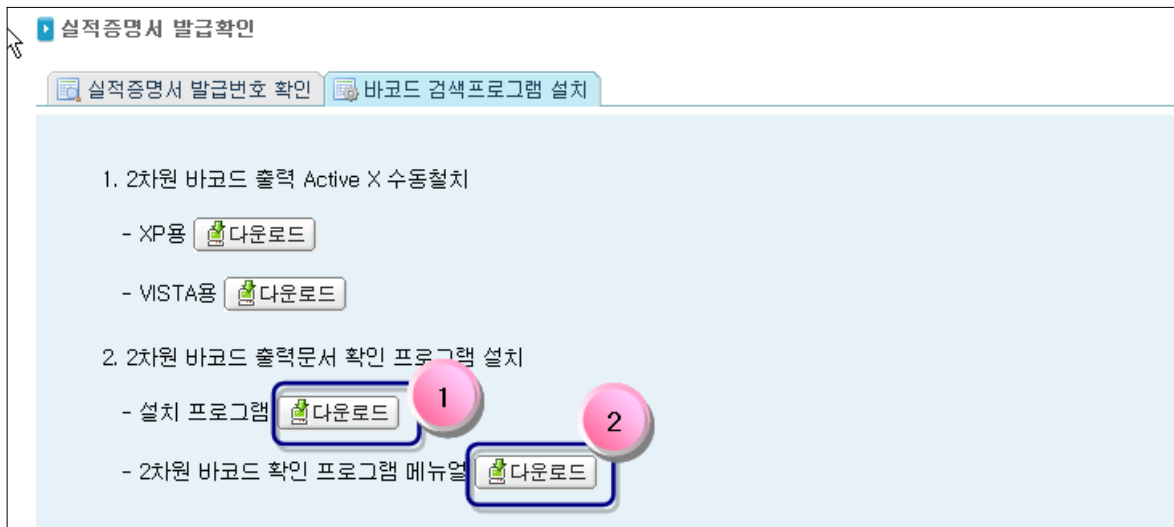 실적증명서 발급확인
실적증명서 발급번호 확인 바코드 검색프로그램 설치
1. 2차원 바코드 출력 Active X 수동철치
- XP용 다운로드
- VISTA용 다운로드
2. 2차원 바코드 출력문서 확인 프로그램 설치
- 설치 프로그램 다운로드 1
- 2차원 바코드 확인 프로그램 메뉴얼 다운로드 2